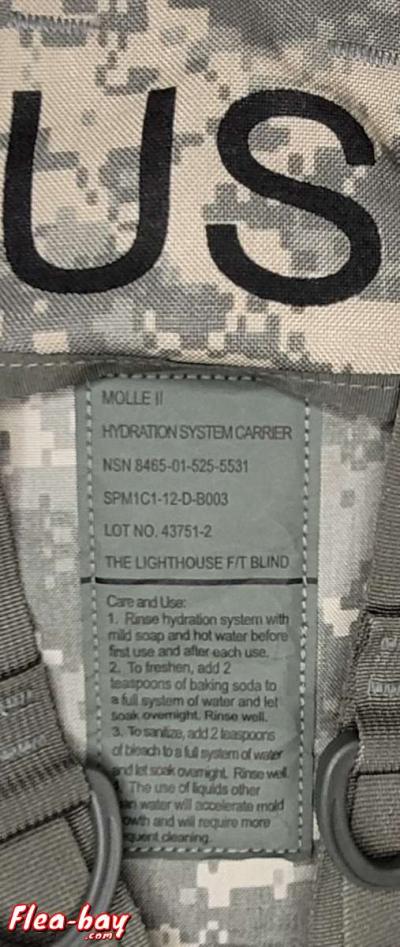 US
MOLLE II
HYDRATION SYSTEM CARRIER
NSN 8465-01-525-5531
SPM1C1-12-D-B003
LOT NO. 43751-2
THE LIGHTHOUSE F/T BLIND
Care and Use:
1. Rinse hydration system with
mild soap and hot water before
first use and after each use.
2. To freshen, add 2
teaspoons of baking soda to
a full system of water and let
soak overnight. Rinse well.
3. To sanitize, add 2 teaspoons
of bleach to a full system of water
and let soak overnight. Rinse well.
The use of liquids other
water will accelerate mold
and will require more
cleaning.
Flea-bay
.com